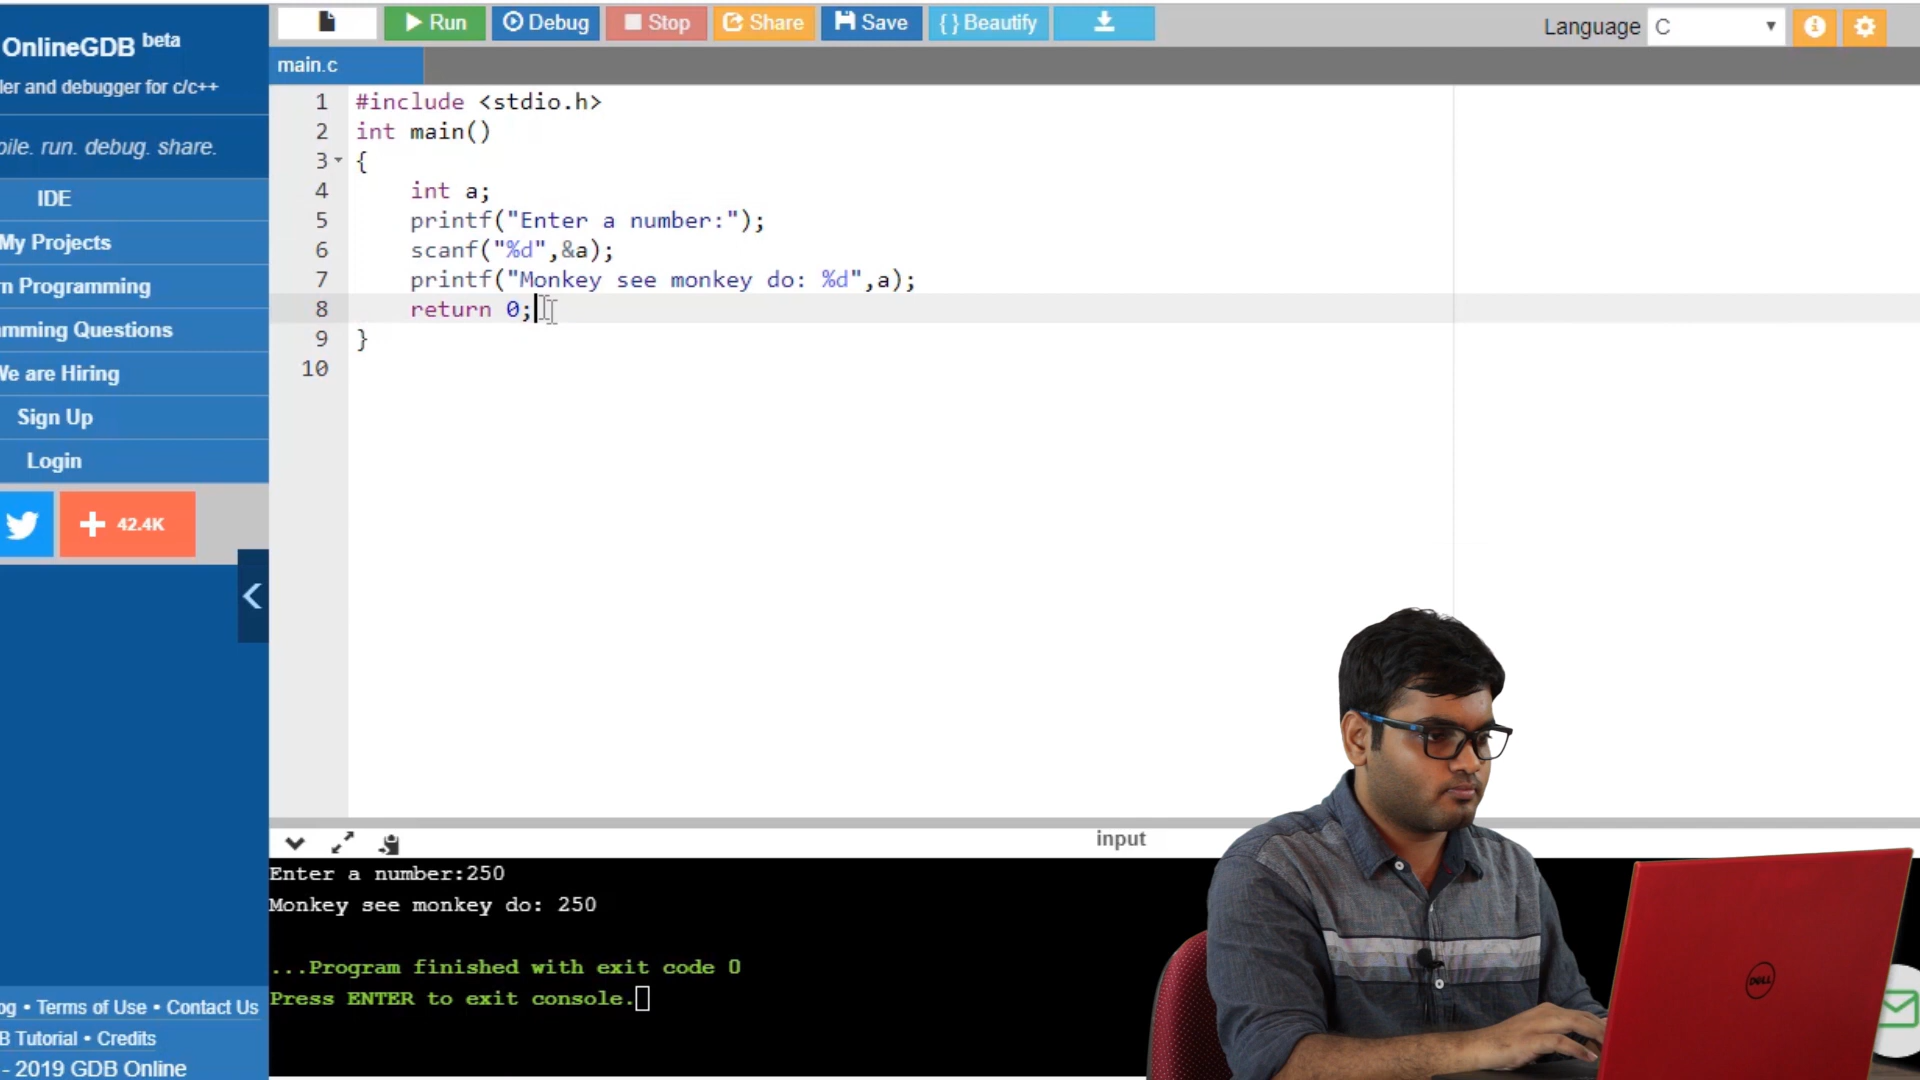 OnlineGDB beta
ler and debugger for c/c++
pile. run. debug. share.
IDE
My Projects
n Programming
mming Questions
We are Hiring
Sign Up
Login
42.4K
og • Terms of Use • Contact Us
B Tutorial • Credits
- 2019 GDB Online
Run Debug Stop Share Save {} Beautify
Language C
main.c
1 #include <stdio.h>
2 int main()
3 {
4 int a;
5 printf("Enter a number:");
6 scanf("%d",&a);
7 printf("Monkey see monkey do: %d",a);
8 return 0;
9 }
10
input
Enter a number:250
Monkey see monkey do: 250
...Program finished with exit code 0
Press ENTER to exit console.
DELL